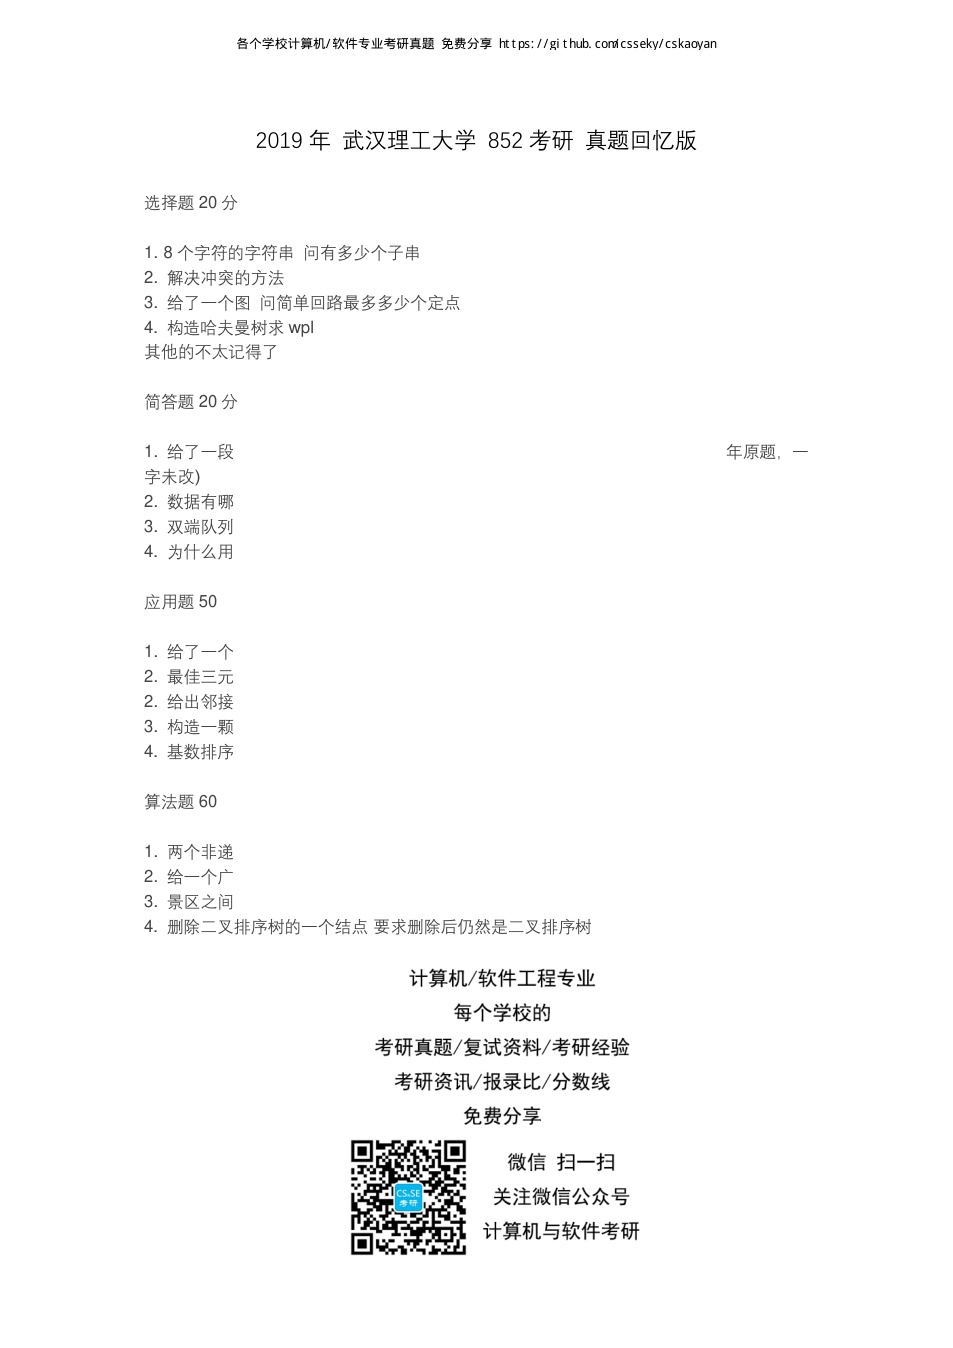 各个学校计算机/软件专业考研真题 免费分享 https://github.com/csseky/cskaoyan
2019 年 武汉理工大学 852 考研 真题回忆版
选择题 20 分
1. 8 个字符的字符串 问有多少个子串
2. 解决冲突的方法
3. 给了一个图 问简单回路最多多少个定点
4. 构造哈夫曼树求 wpl
其他的不太记得了
简答题 20 分
1. 给了一段 年原题，一
字未改)
2. 数据有哪
3. 双端队列
4. 为什么用
应用题 50
1. 给了一个
2. 最佳三元
2. 给出邻接
3. 构造一颗
4. 基数排序
算法题 60
1. 两个非递
2. 给一个广
3. 景区之间
4. 删除二叉排序树的一个结点 要求删除后仍然是二叉排序树
计算机/软件工程专业
每个学校的
考研真题/复试资料/考研经验
考研资讯/报录比/分数线
免费分享
CS&SE
考研
微信 扫一扫
关注微信公众号
计算机与软件考研